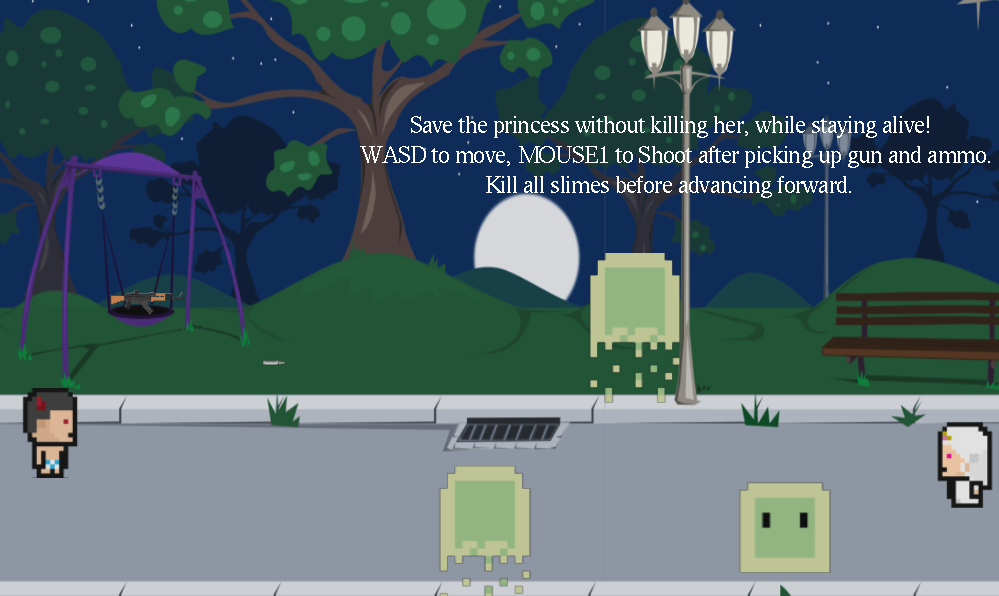 Save the princess without killing her, while staying alive!
WASD to move, MOUSE1 to Shoot after picking up gun and ammo.
Kill all slimes before advancing forward.